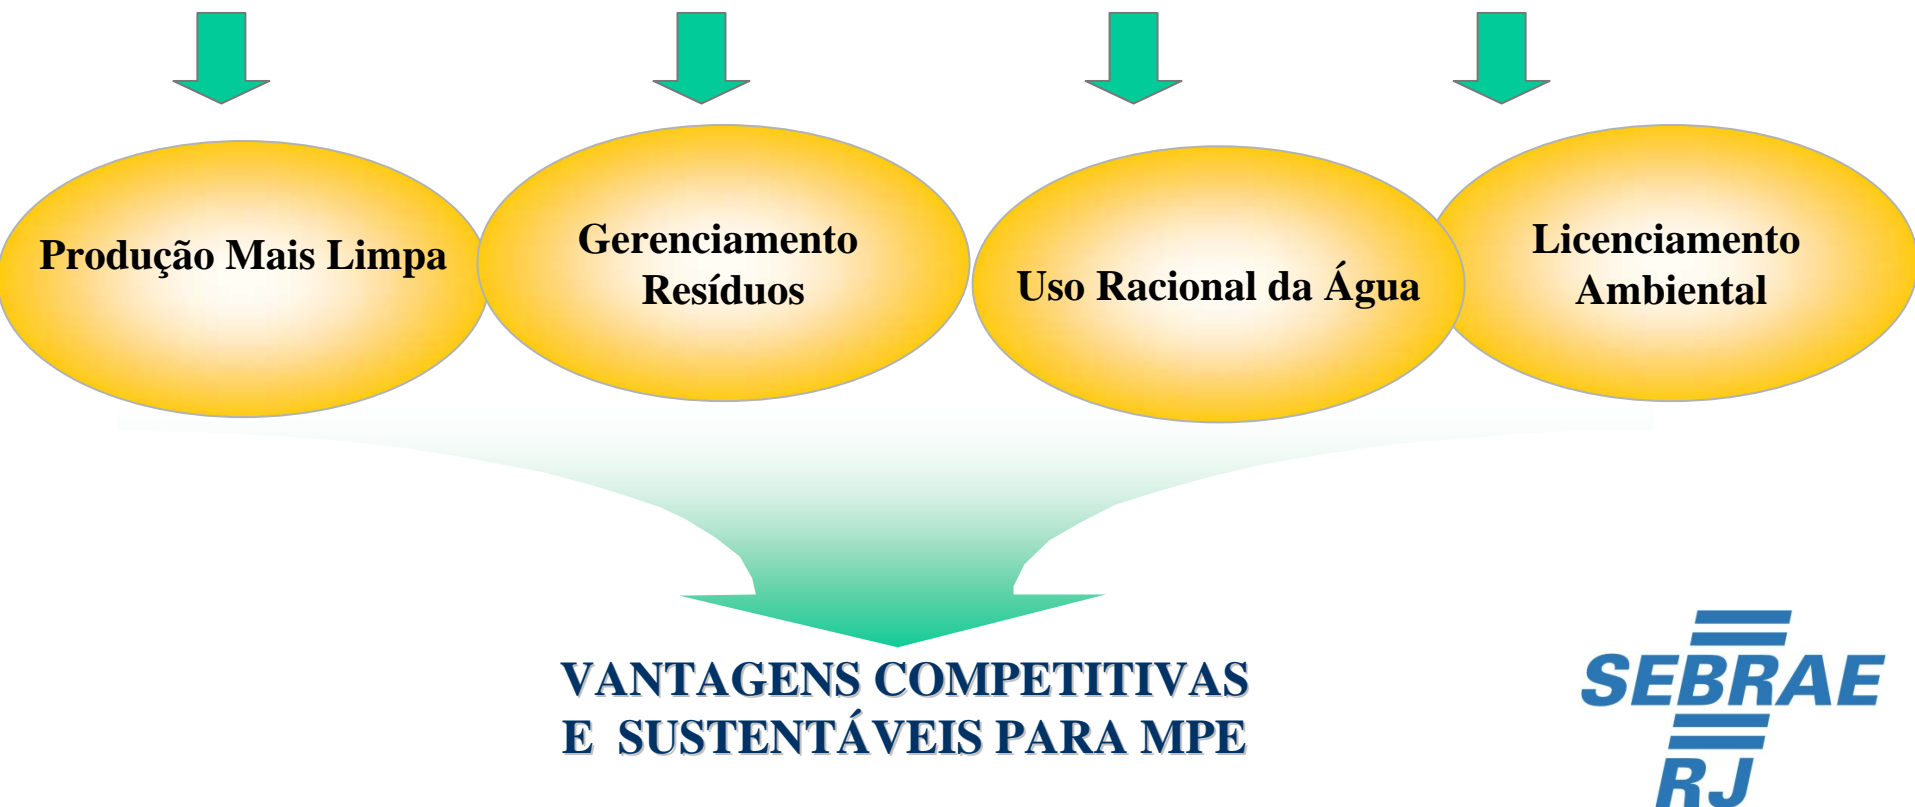 Produção Mais Limpa
Gerenciamento
Resíduos
Uso Racional da Água
Licenciamento
Ambiental
VANTAGENS COMPETITIVAS
E SUSTENTÁVEIS PARA MPE
SEBRAE
RJ